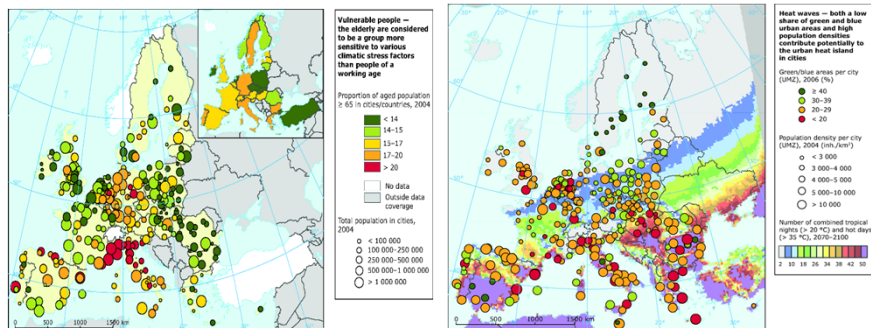 Vulnerable people —
the elderly are considered
to be a group more
sensitive to various
climatic stress factors
than people of a
working age
Proportion of aged population
≥ 65 in cities/countries, 2004
< 14
14–15
15–17
17–20
> 20
No data
Outside data
coverage
Total population in cities,
2004
< 100 000
100 000–250 000
250 000–500 000
500 000–1 000 000
> 1 000 000
0 500 1000 1500 km
Heat waves — both a low
share of green and blue
urban areas and high
population densities
contribute potentially to
the urban heat island
in cities
Green/blue areas per city
(UMZ), 2006 (%)
≥ 40
30–39
20–29
< 20
Population density per city
(UMZ), 2004 (inh./km²)
< 3 000
3 000–4 000
4 000–5 000
5 000–10 000
> 10 000
Number of combined tropical
nights (> 20 °C) and hot days
(> 35 °C), 2070–2100
2 6 10 14 18 22 26 30 34 38 42 46 50
0 500 1000 1500 km